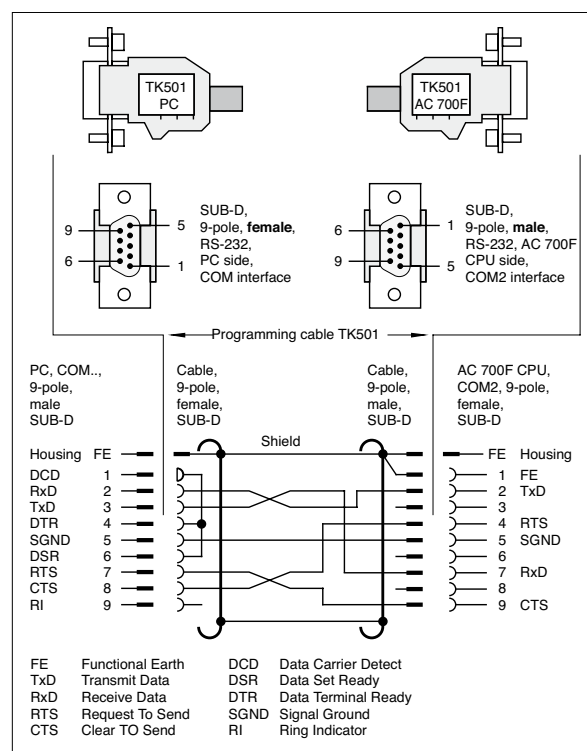 TK501
PC
TK501
AC 700F
9
6
5
1
SUB-D,
9-pole, female,
RS-232,
PC side,
COM interface
6
9
1
5
SUB-D,
9-pole, male,
RS-232, AC 700F
CPU side,
COM2 interface
Programming cable TK501
PC, COM..,
9-pole,
male
SUB-D
Cable,
9-pole,
female,
SUB-D
Cable,
9-pole,
male,
SUB-D
AC 700F CPU,
COM2, 9-pole,
female,
SUB-D
Shield
Housing FE
DCD 1
RxD 2
TxD 3
DTR 4
SGND 5
DSR 6
RTS 7
CTS 8
RI 9
FE Housing
1 FE
2 TxD
3
4 RTS
5 SGND
6
7 RxD
8
9 CTS
FE Functional Earth
TxD Transmit Data
RxD Receive Data
RTS Request To Send
CTS Clear TO Send
DCD Data Carrier Detect
DSR Data Set Ready
DTR Data Terminal Ready
SGND Signal Ground
RI Ring Indicator